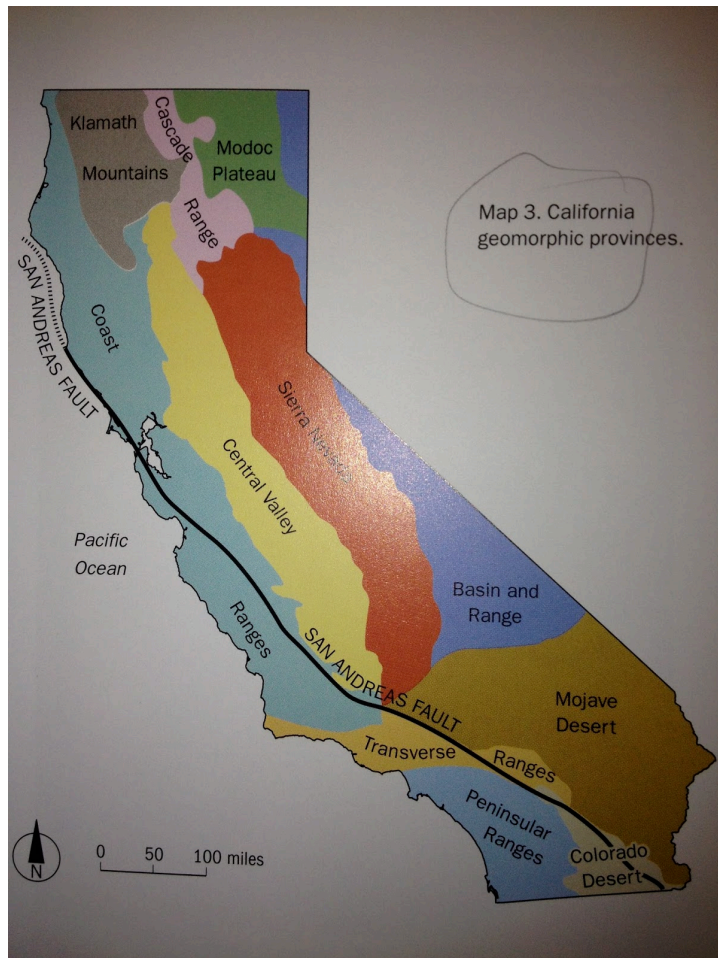 Klamath
Mountains
Cascade
Range
Modoc
Plateau
Map 3. California
geomorphic provinces.
SAN ANDREAS FAULT
Coast
Ranges
Sierra Nevada
Central Valley
Pacific
Ocean
Basin and
Range
SAN ANDREAS FAULT
Mojave
Desert
Transverse
Ranges
Peninsular
Ranges
Colorado
Desert
N
0 50 100 miles